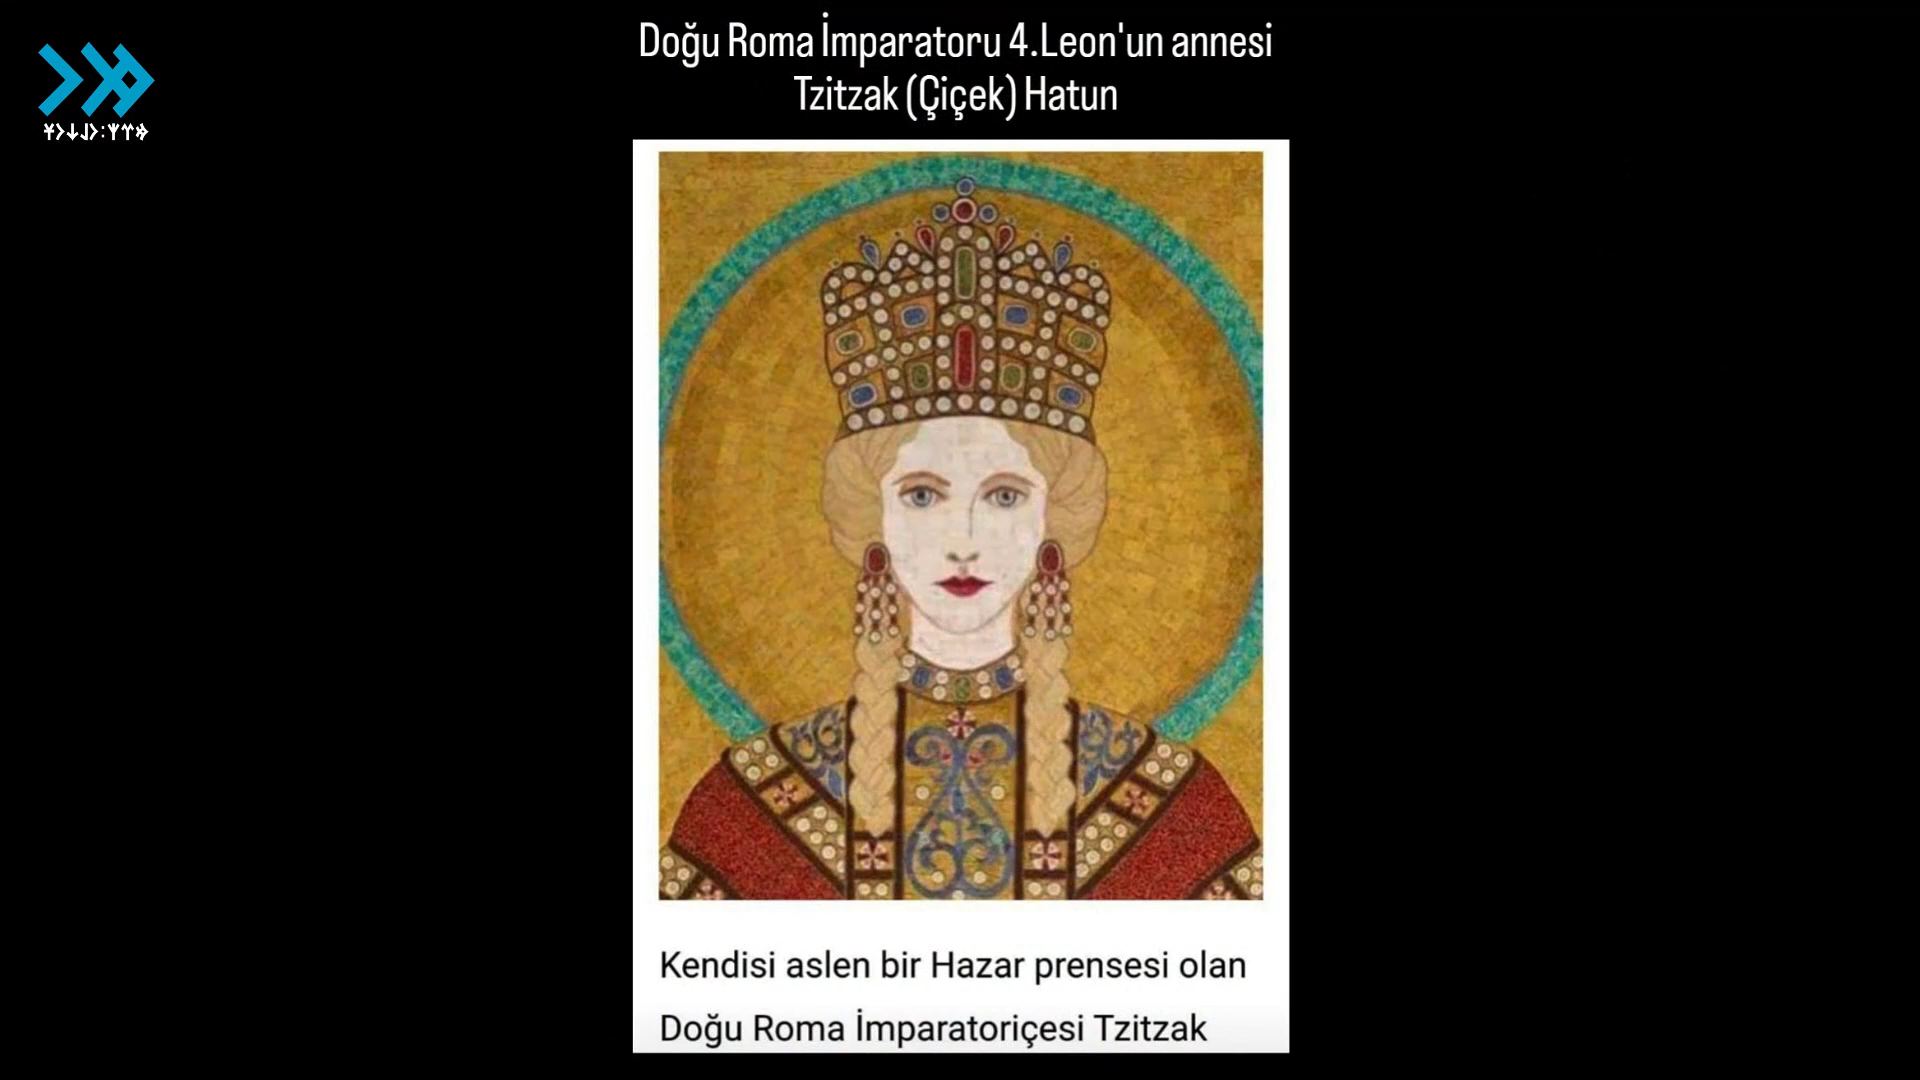 Doğu Roma İmparatoru 4.Leon'un annesi
Tzitzak (Çiçek) Hatun
Kendisi aslen bir Hazar prensesi olan
Doğu Roma İmparatoriçesi Tzitzak